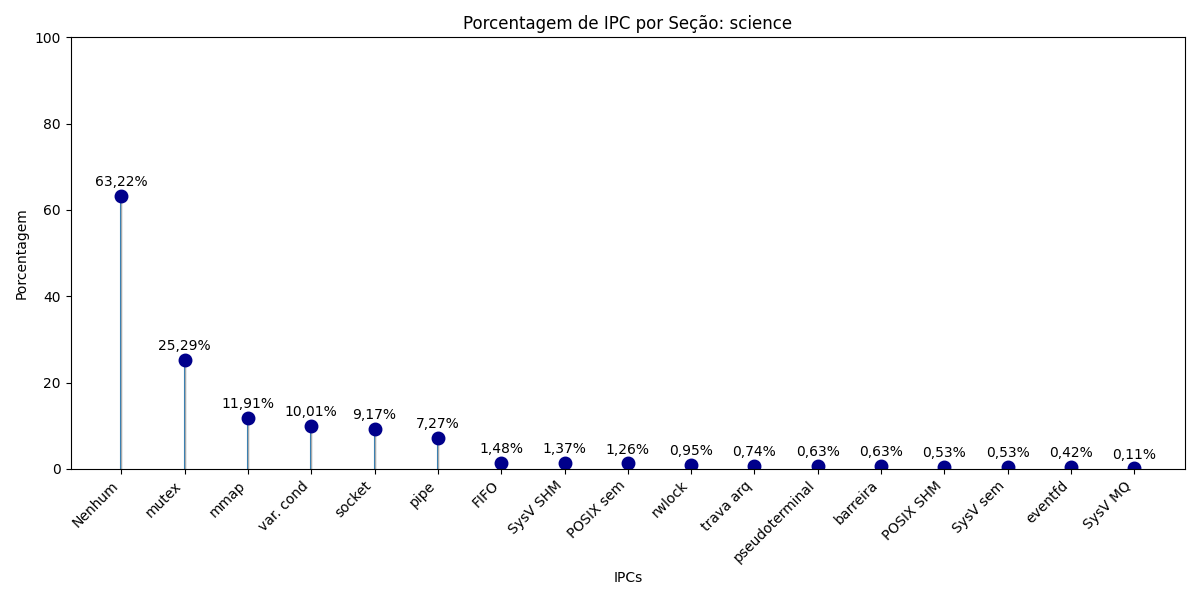 Porcentagem de IPC por Seção: science
100
80
60
40
20
0
Porcentagem
63,22%
25,29%
11,91%
10,01%
9,17%
7,27%
1,48%
1,37%
1,26%
0,95%
0,74%
0,63%
0,63%
0,53%
0,53%
0,42%
0,11%
Nenhum
mutex
mmap
var. cond
socket
pipe
FIFO
SysV SHM
POSIX sem
rwlock
trava arq
pseudoterminal
barreira
POSIX SHM
SysV sem
eventfd
SysV MQ
IPCs